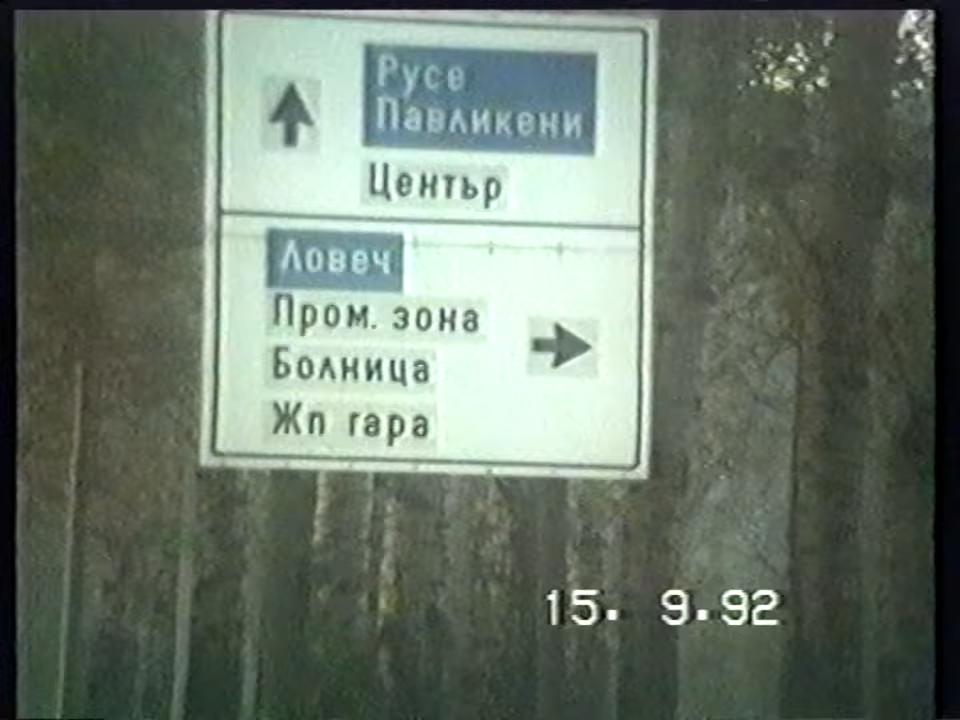 Русе
Павликени
Център
Ловеч
Пром. зона
Болница
Жп гара
15. 9.92